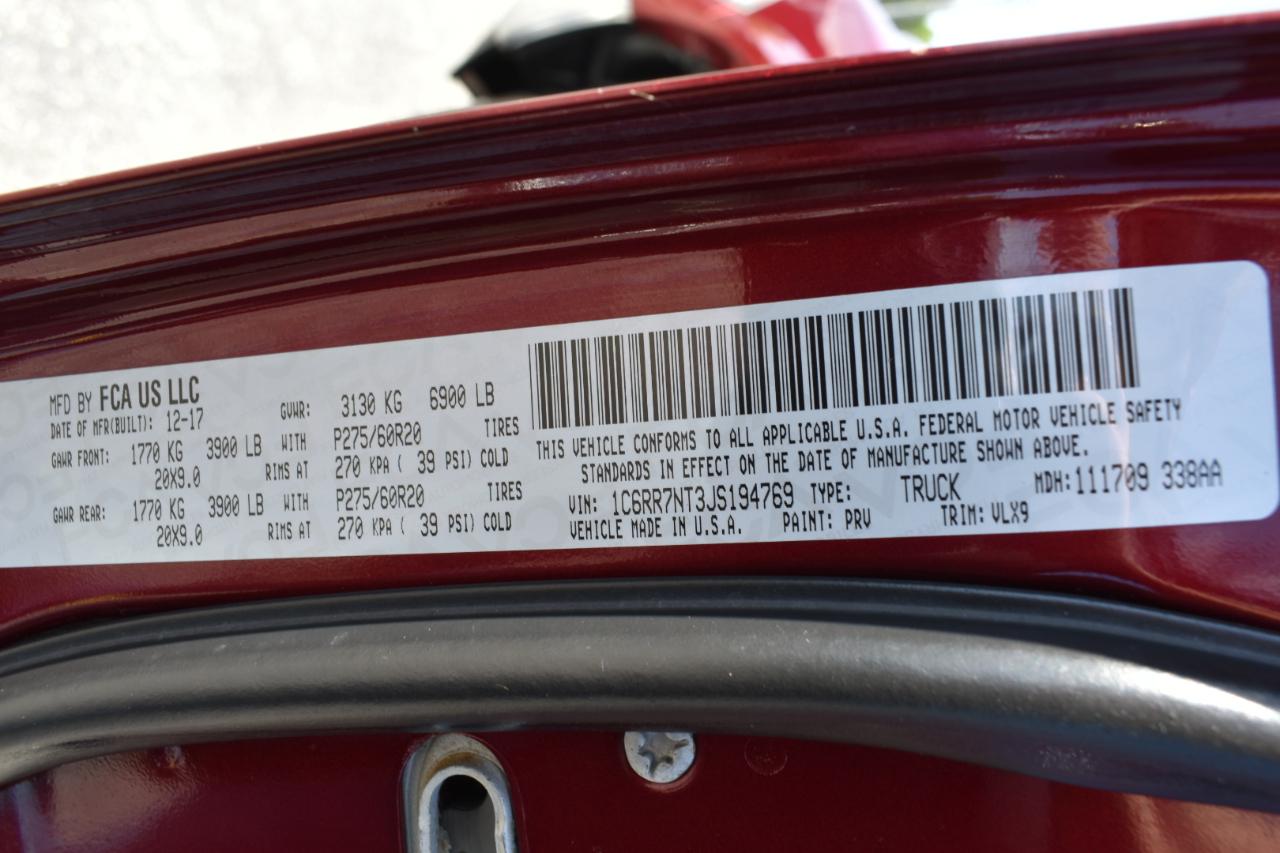 MFD BY FCA US LLC
DATE OF MFR(BUILT): 12-17 GVWR: 3130 KG 6900 LB
GAWR FRONT: 1770 KG 3900 LB WITH P275/60R20 TIRES
20X9.0 RIMS AT 270 KPA ( 39 PSI) COLD
GAWR REAR: 1770 KG 3900 LB WITH P275/60R20 TIRES
20X9.0 RIMS AT 270 KPA ( 39 PSI) COLD
THIS VEHICLE CONFORMS TO ALL APPLICABLE U.S.A. FEDERAL MOTOR VEHICLE SAFETY
STANDARDS IN EFFECT ON THE DATE OF MANUFACTURE SHOWN ABOVE.
VIN: 1C6RR7NT3JS194769 TYPE: TRUCK MDH:111709 338AA
VEHICLE MADE IN U.S.A. PAINT: PRV TRIM: VLX9